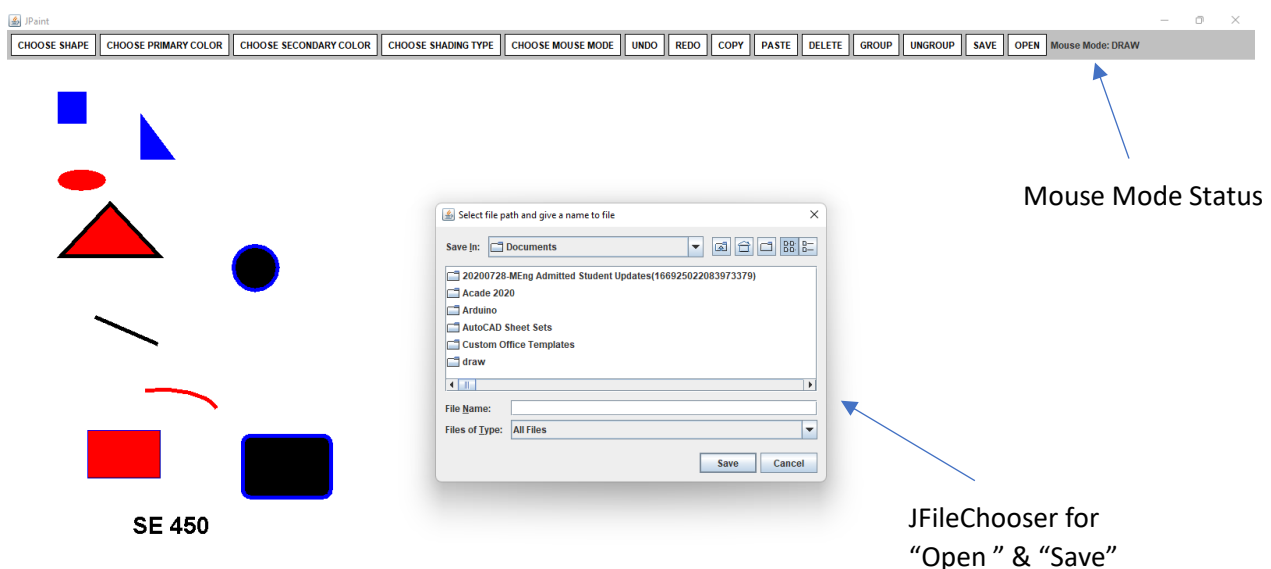 JPaint
CHOOSE SHAPE CHOOSE PRIMARY COLOR CHOOSE SECONDARY COLOR CHOOSE SHADING TYPE CHOOSE MOUSE MODE UNDO REDO COPY PASTE DELETE GROUP UNGROUP SAVE OPEN Mouse Mode: DRAW
Mouse Mode Status
Select file path and give a name to file
Save In: Documents
20200728-MEng Admitted Student Updates(166925022083973379)
Acade 2020
Arduino
AutoCAD Sheet Sets
Custom Office Templates
draw
File Name:
Files of Type: All Files
Save Cancel
SE 450
JFileChooser for
“Open ” & “Save”